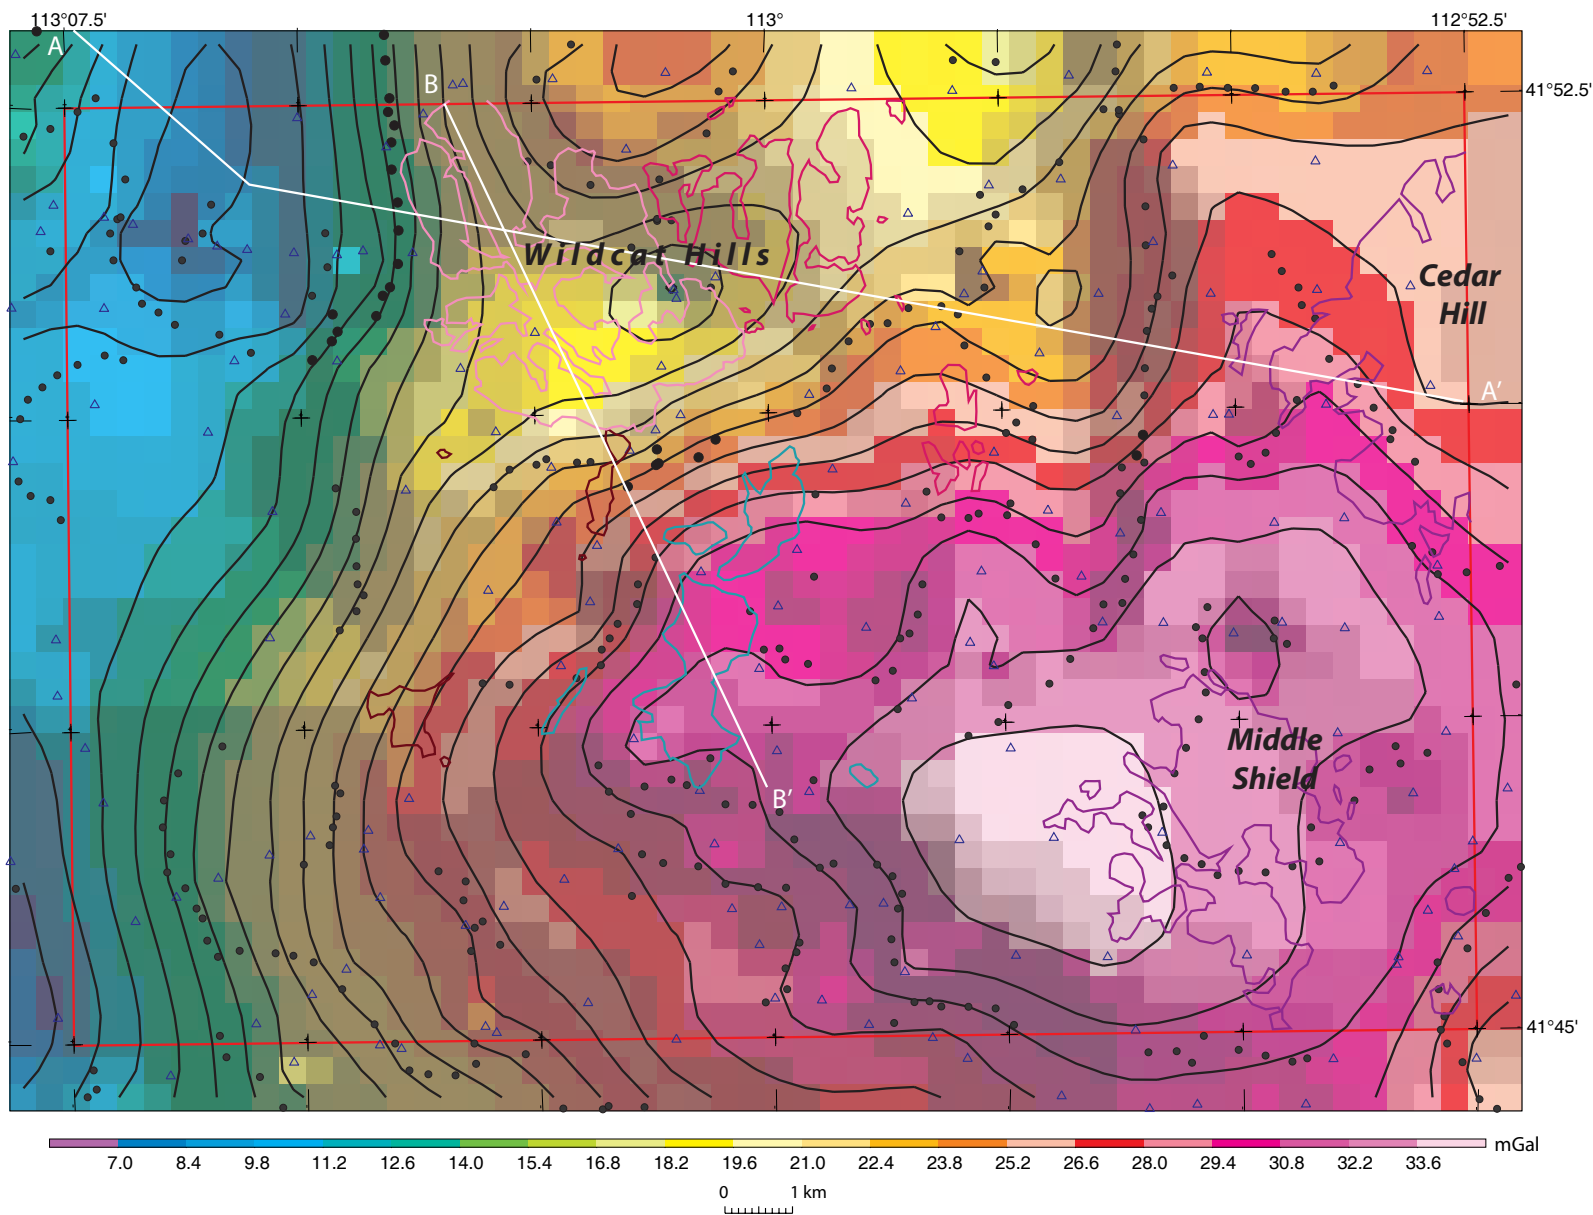 113°07.5' 113° 112°52.5'
A
B
41°52.5'
Wildcat Hills
Cedar
Hill
A'
Middle
Shield
B'
41°45'
mGal
7.0 8.4 9.8 11.2 12.6 14.0 15.4 16.8 18.2 19.6 21.0 22.4 23.8 25.2 26.6 28.0 29.4 30.8 32.2 33.6
0 1 km